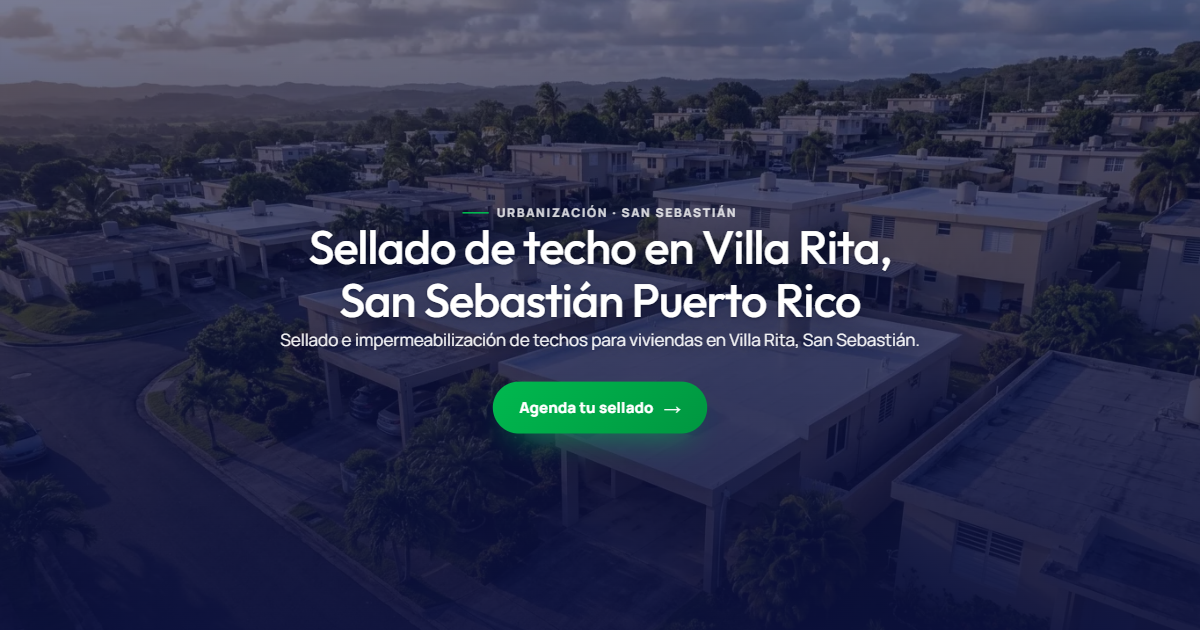 URBANIZACIÓN · SAN SEBASTIÁN
Sellado de techo en Villa Rita,
San Sebastián Puerto Rico
Sellado e impermeabilización de techos para viviendas en Villa Rita, San Sebastián.
Agenda tu sellado →